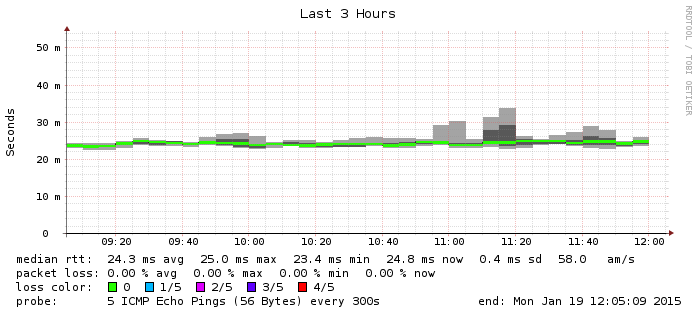 Last 3 Hours
RRDTOOL / TOBI OETIKER
Seconds
50 m
40 m
30 m
20 m
10 m
0
09:20 09:40 10:00 10:20 10:40 11:00 11:20 11:40 12:00
median rtt: 24.3 ms avg 25.0 ms max 23.4 ms min 24.8 ms now 0.4 ms sd 58.0 am/s
packet loss: 0.00 % avg 0.00 % max 0.00 % min 0.00 % now
loss color: 0 1/5 2/5 3/5 4/5
probe: 5 ICMP Echo Pings (56 Bytes) every 300s end: Mon Jan 19 12:05:09 2015